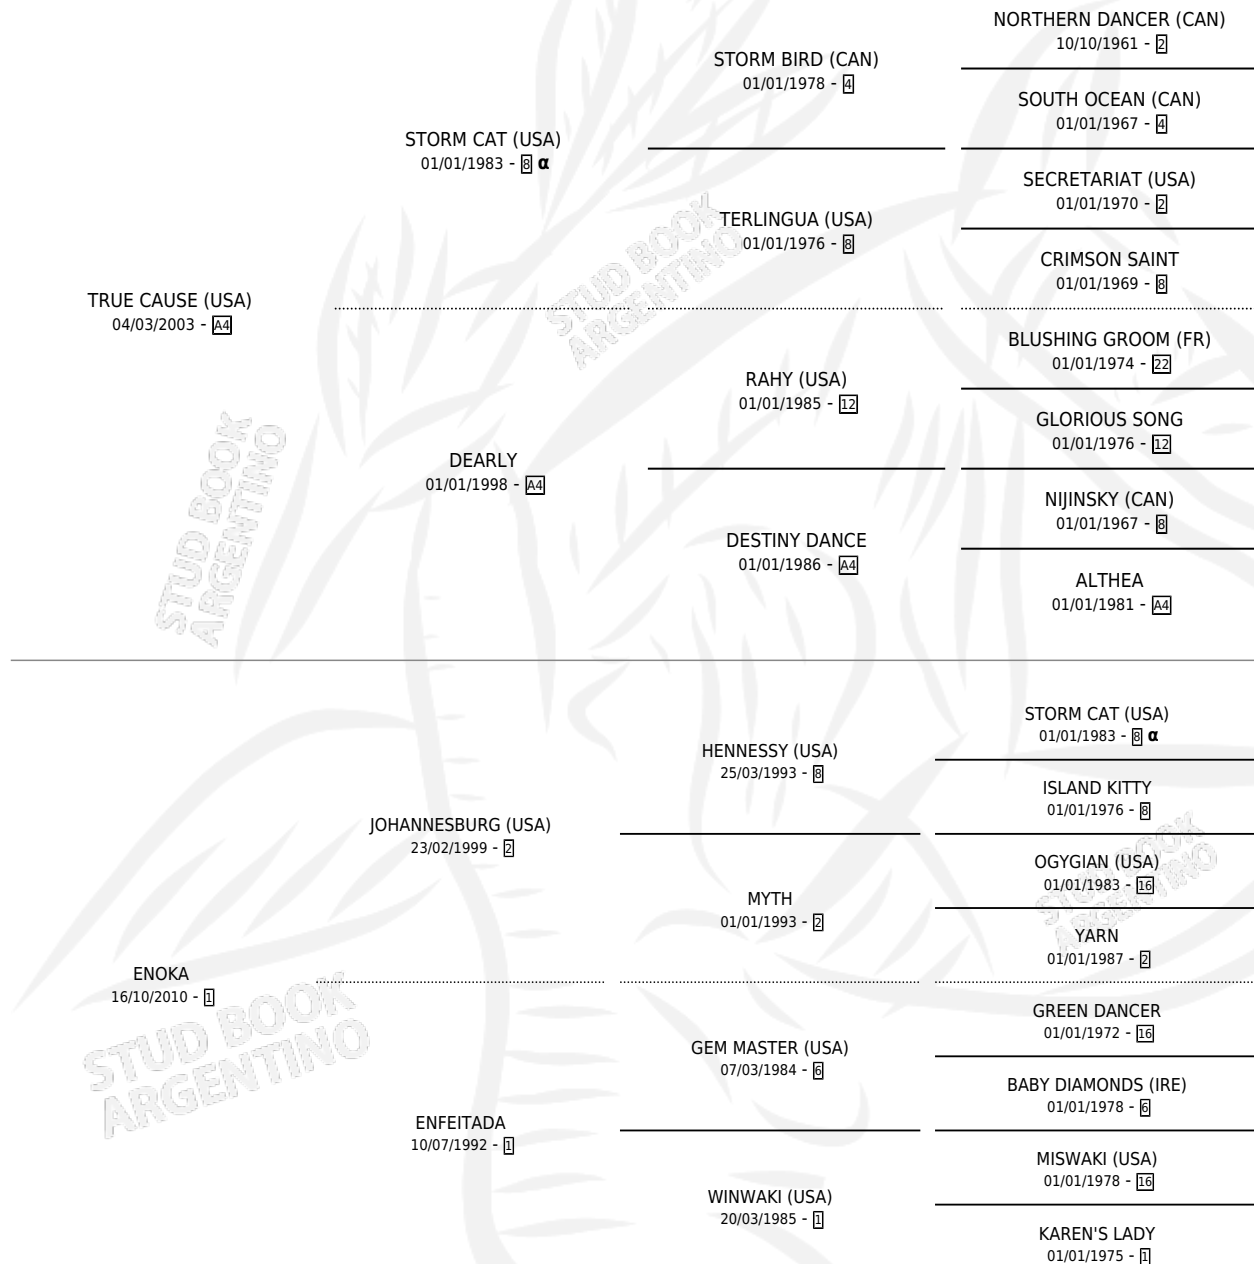 NORTHERN DANCER (CAN)
10/10/1961 - 2
STORM BIRD (CAN)
01/01/1978 - 4
SOUTH OCEAN (CAN)
01/01/1967 - 4
STORM CAT (USA)
01/01/1983 - 8 α
SECRETARIAT (USA)
01/01/1970 - 2
TERLINGUA (USA)
01/01/1976 - 8
CRIMSON SAINT
01/01/1969 - 8
STUD BOOK
ARGENTINO
TRUE CAUSE (USA)
04/03/2003 - A4
BLUSHING GROOM (FR)
01/01/1974 - 22
RAHY (USA)
01/01/1985 - 12
GLORIOUS SONG
01/01/1976 - 12
DEARLY
01/01/1998 - A4
NIJINSKY (CAN)
01/01/1967 - 8
DESTINY DANCE
01/01/1986 - A4
ALTHEA
01/01/1981 - A4
STUD BOOK
ARGENTINO
STORM CAT (USA)
01/01/1983 - 8 α
HENNESSY (USA)
25/03/1993 - 8
ISLAND KITTY
01/01/1976 - 8
JOHANNESBURG (USA)
23/02/1999 - 2
OGYGIAN (USA)
01/01/1983 - 16
MYTH
01/01/1993 - 2
YARN
01/01/1987 - 2
STUD BOOK
ARGENTINO
ENOKA
16/10/2010 - 1
GREEN DANCER
01/01/1972 - 16
GEM MASTER (USA)
07/03/1984 - 6
BABY DIAMONDS (IRE)
01/01/1978 - 6
STUD BOOK
ARGENTINO
ENFEITADA
10/07/1992 - 1
MISWAKI (USA)
01/01/1978 - 16
WINWAKI (USA)
20/03/1985 - 1
KAREN'S LADY
01/01/1975 - 1